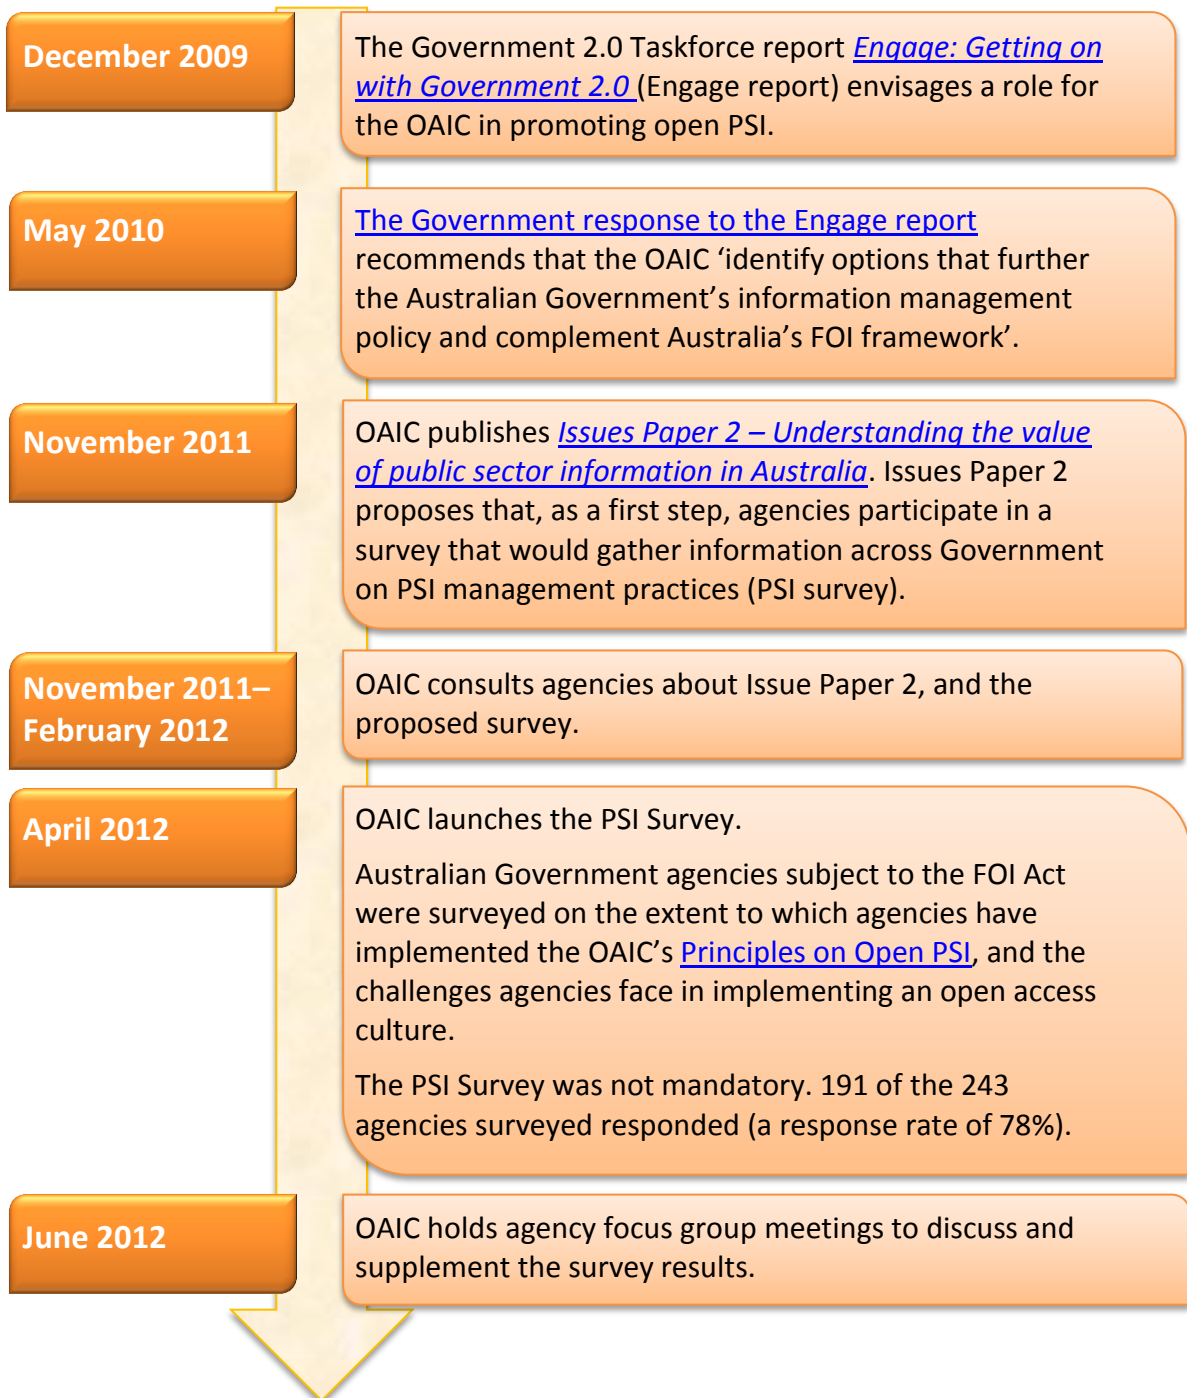 December 2009
The Government 2.0 Taskforce report Engage: Getting on
with Government 2.0 (Engage report) envisages a role for
the OAIC in promoting open PSI.
May 2010
The Government response to the Engage report
recommends that the OAIC ‘identify options that further
the Australian Government’s information management
policy and complement Australia’s FOI framework’.
November 2011
OAIC publishes Issues Paper 2 – Understanding the value
of public sector information in Australia. Issues Paper 2
proposes that, as a first step, agencies participate in a
survey that would gather information across Government
on PSI management practices (PSI survey).
November 2011–
February 2012
OAIC consults agencies about Issue Paper 2, and the
proposed survey.
April 2012
OAIC launches the PSI Survey.
Australian Government agencies subject to the FOI Act
were surveyed on the extent to which agencies have
implemented the OAIC’s Principles on Open PSI, and the
challenges agencies face in implementing an open access
culture.
The PSI Survey was not mandatory. 191 of the 243
agencies surveyed responded (a response rate of 78%).
June 2012
OAIC holds agency focus group meetings to discuss and
supplement the survey results.